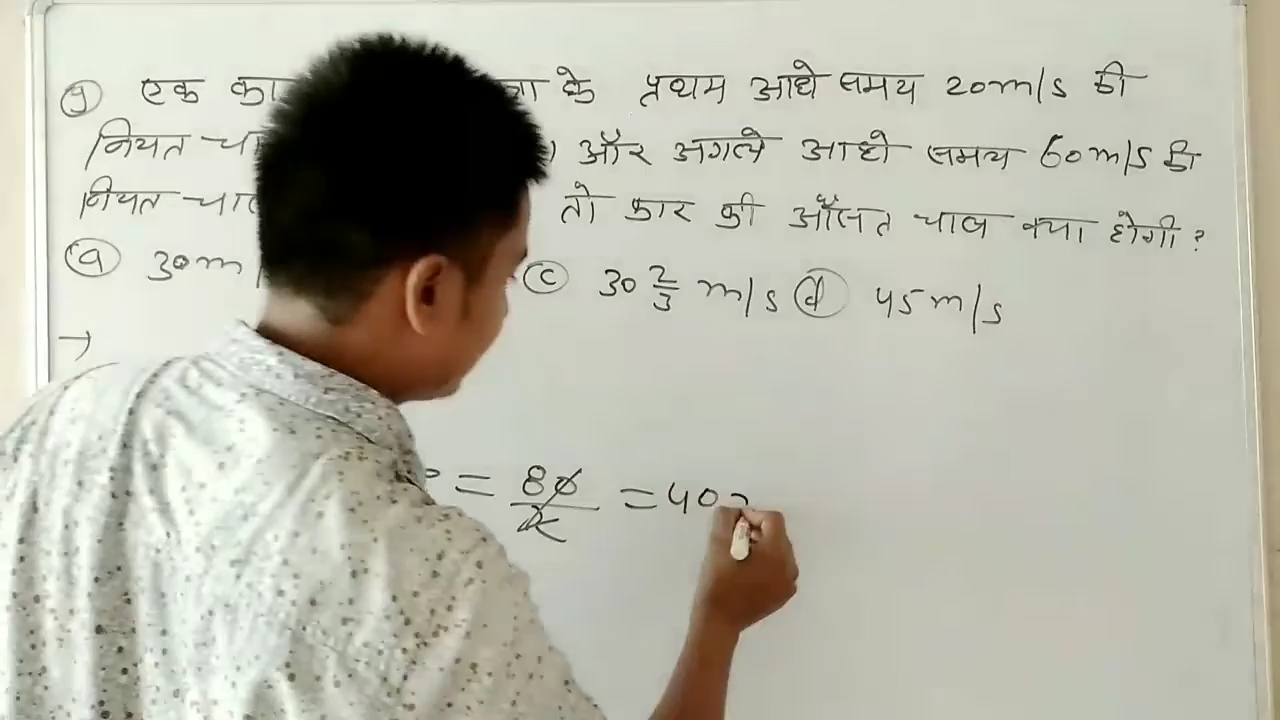 9 एक का के प्रथम आधे समय 20m/s की
नियत चा और अगले आधे समय 60m/s की
नियत चाल तो कार की औसत चाल क्या होगी?
(a) 30m (c) 30 2/3 m/s (d) 45m/s
→
= 80/2 = 40